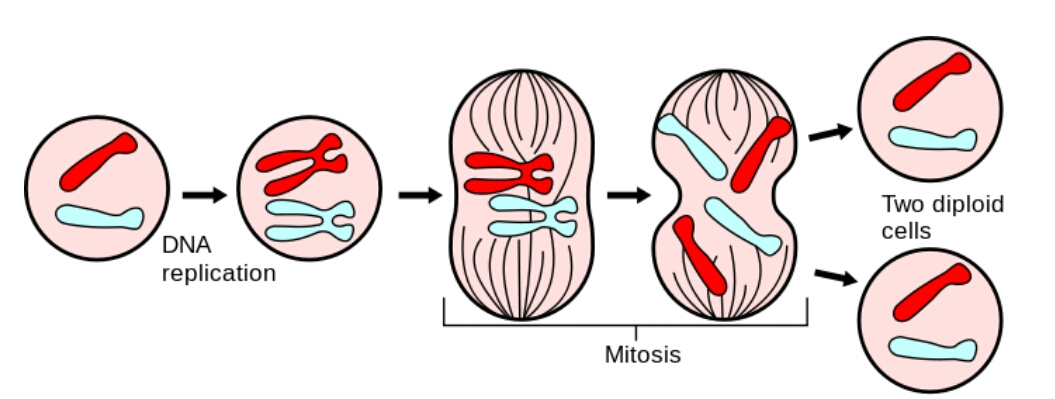 DNA
replication
Mitosis
Two diploid
cells